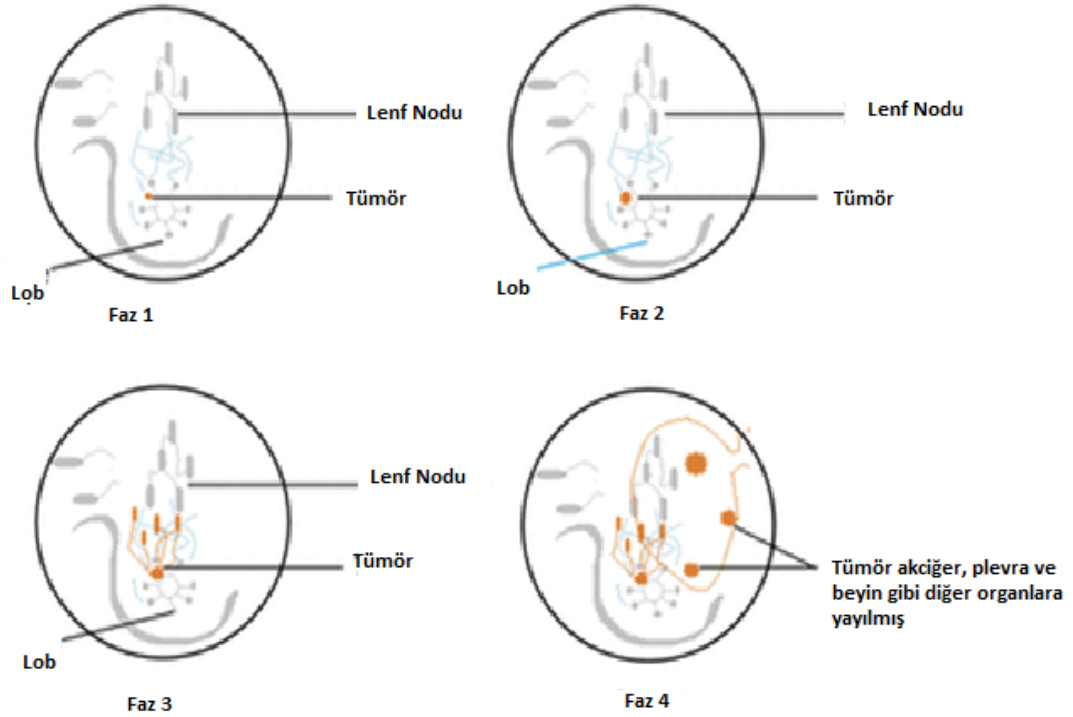 Lenf Nodu
Tümör
Lob
Faz 1
Lenf Nodu
Tümör
Lob
Faz 2
Lenf Nodu
Tümör
Lob
Faz 3
Tümör akciğer, plevra ve
beyin gibi diğer organlara
yayılmış
Faz 4